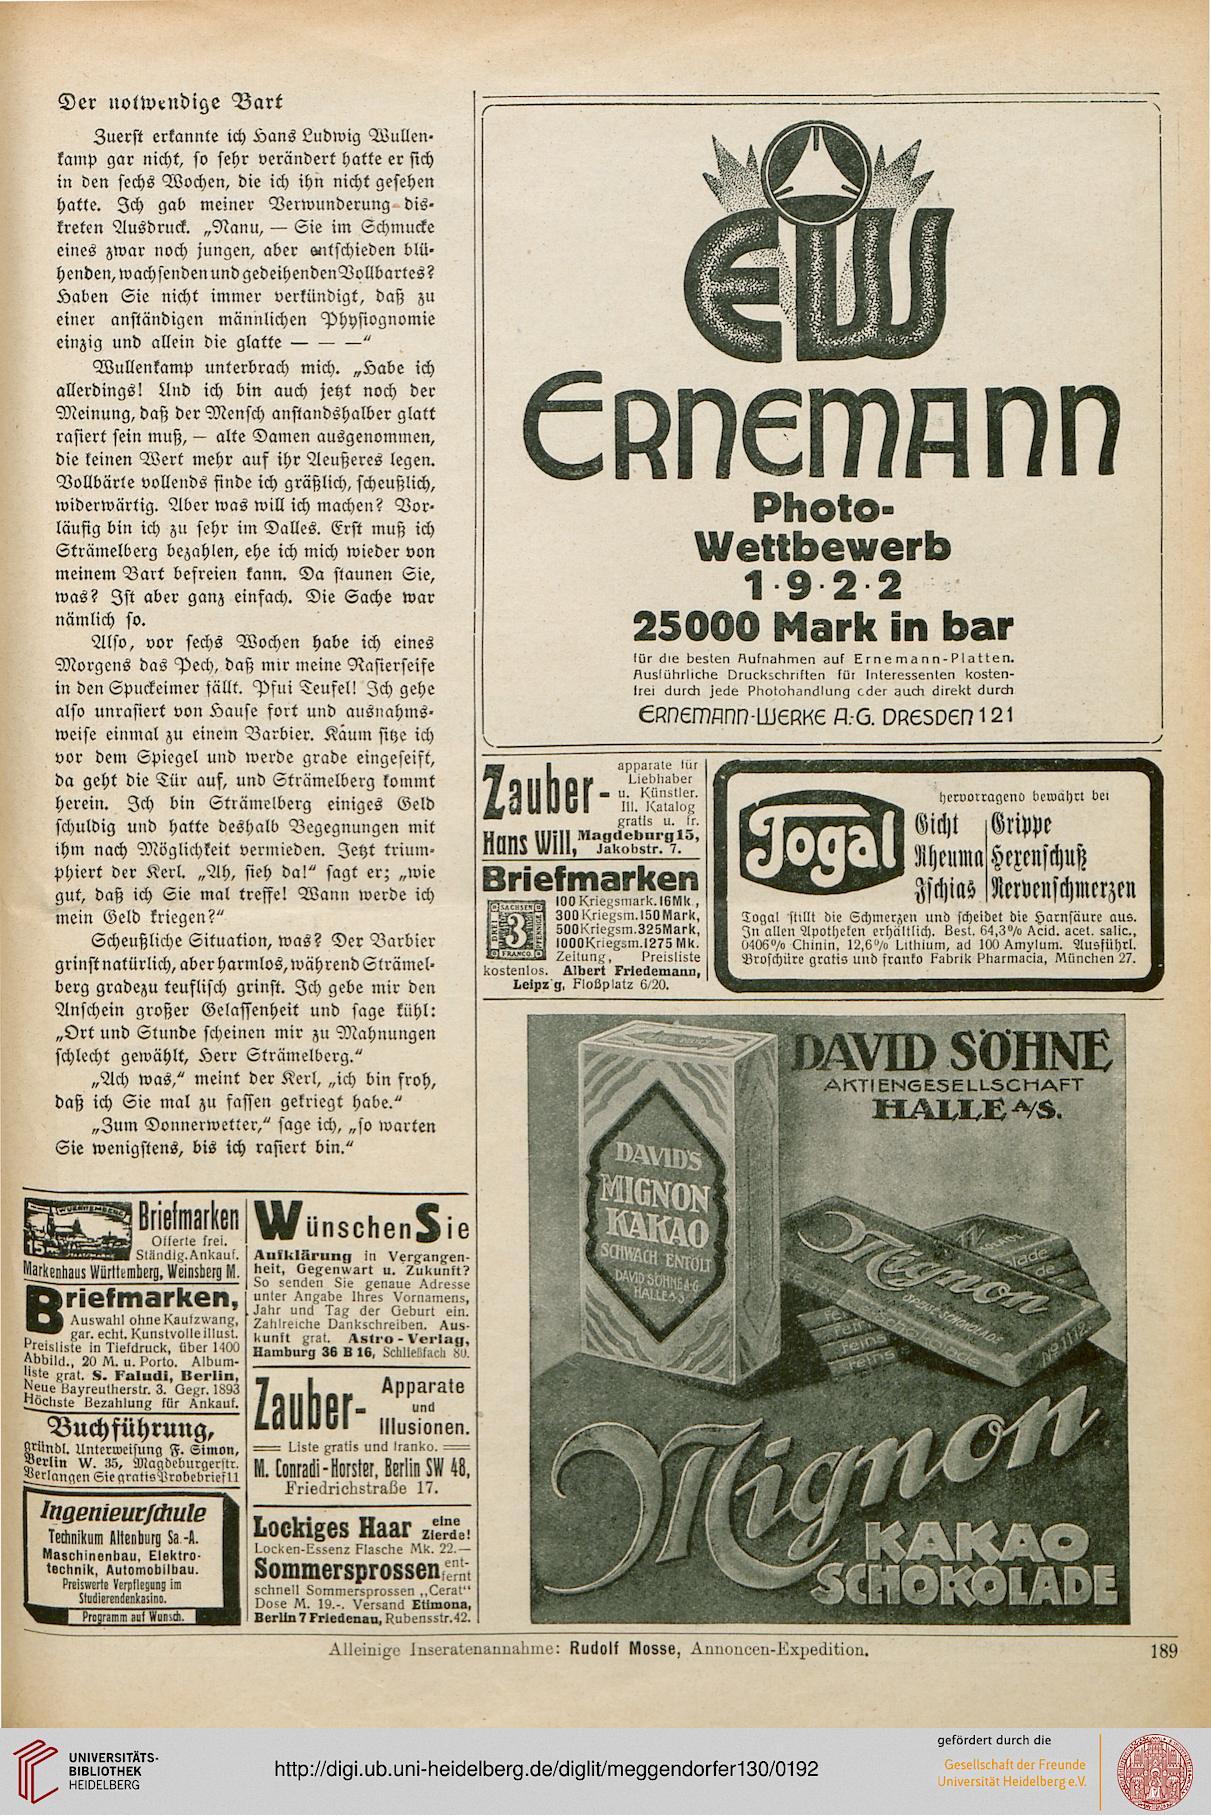 Der notwendige Bart
Zuerst erkannte ich Hans Ludwig Wullen-
kamp gar nicht, so sehr verändert hatte er sich
in den sechs Wochen, die ich ihn nicht gesehen
hatte. Ich gab meiner Verwunderung dis-
kreten Ausdruck. „Nanu, — Sie im Schmucke
eines zwar noch jungen, aber entschieden blü-
henden, wachsenden und gedeihenden Vollbartes?
Haben Sie nicht immer verkündigt, daß zu
einer anständigen männlichen Physiognomie
einzig und allein die glatte — — —“
Wullenkamp unterbrach mich. „Habe ich
allerdings! Und ich bin auch jetzt noch der
Meinung, daß der Mensch anstandshalber glatt
rasiert sein muß, — alte Damen ausgenommen,
die keinen Wert mehr auf ihr Aeußeres legen.
Vollbärte vollends finde ich gräßlich, scheußlich,
widerwärtig. Aber was will ich machen? Vor-
läufig bin ich zu sehr im Dalles. Erst muß ich
Strämelberg bezahlen, ehe ich mich wieder von
meinem Bart befreien kann. Da staunen Sie,
was? Ist aber ganz einfach. Die Sache war
nämlich so.
Also, vor sechs Wochen habe ich eines
Morgens das Pech, daß mir meine Rasierseife
in den Spuckeimer fällt. Pfui Teufel! Ich gehe
also unrasiert von Hause fort und ausnahms-
weise einmal zu einem Barbier. Kaum sitze ich
vor dem Spiegel und werde grade eingeseift,
da geht die Tür auf, und Strämelberg kommt
herein. Ich bin Strämelberg einiges Geld
schuldig und hatte deshalb Begegnungen mit
ihm nach Möglichkeit vermieden. Jetzt trium-
phiert der Kerl. „Ah, sieh da!“ sagt er; „wie
gut, daß ich Sie mal treffe! Wann werde ich
mein Geld kriegen?“
Scheußliche Situation, was? Der Barbier
grinst natürlich, aber harmlos, während Strämel-
berg gradezu teuflisch grinst. Ich gebe mir den
Anschein großer Gelassenheit und sage kühl:
„Ort und Stunde scheinen mir zu Mahnungen
schlecht gewählt, Herr Strämelberg.“
„Ach was,“ meint der Kerl, „ich bin froh,
daß ich Sie mal zu fassen gekriegt habe.“
„Zum Donnerwetter,“ sage ich, „so warten
Sie wenigstens, bis ich rasiert bin.“
WÜRTTEMBERG
15
Briefmarken
Offerte frei.
Ständig. Ankauf.
Markenhaus Württemberg, Weinsberg M.
Briefmarken,
Auswahl ohne Kaufzwang,
gar. echt. Kunstvolle illust.
Preisliste in Tiefdruck, über 1400
Abbild., 20 M. u. Porto. Album-
liste grat. S. Faludi, Berlin,
Neue Bayreutherstr. 3. Gegr. 1893
Höchste Bezahlung für Ankauf.
Buchführung,
gründl. Unterweisung F. Simon,
Berlin W. 35, Magdeburgerstr.
Verlangen Sie gratis Probebrief 11
Ingenieurschule
Technikum Altenburg Sa.-A.
Maschinenbau, Elektro-
technik, Automobilbau.
Preiswerte Verpflegung im
Studierendenkasino.
Programm auf Wunsch.
Wünschen Sie
Aufklärung in Vergangen-
heit, Gegenwart u. Zukunft?
So senden Sie genaue Adresse
unter Angabe Ihres Vornamens,
Jahr und Tag der Geburt ein.
Zahlreiche Dankschreiben. Aus-
kunft grat. Astro-Verlag,
Hamburg 36 B 16, Schließfach 80.
Zauber-
Apparate
und
Illusionen.
Liste gratis und franko.
M. Conradi-Horster, Berlin SW 48,
Friedrichstraße 17.
Lockiges Haar eine Zierde!
Locken-Essenz Flasche Mk. 22.—
Sommersprossen ent-
fernt
schnell Sommersprossen „Cerat“
Dose M. 19.-. Versand Etimona,
Berlin 7 Friedenau, Rubensstr. 42.
EW
ERNEMANN
Photo-
Wettbewerb
1·9·2·2
25000 Mark in bar
für die besten Aufnahmen auf Ernemann-Platten.
Ausführliche Druckschriften für Interessenten kosten-
frei durch jede Photohandlung oder auch direkt durch
ERNEMANN-WERKE A.-G. DRESDEN 121
Zauber-
apparate für
Liebhaber
u. Künstler.
Ill. Katalog
gratis u. fr.
Hans Will, Magdeburg 15,
Jakobstr. 7.
Briefmarken
SACHSEN
DREI
3
PFENNIGE
FRANCO
100 Kriegsmark. 16 Mk,
300 Kriegsm. 150 Mark,
500 Kriegsm. 325 Mark,
1000 Kriegsm. 1275 Mk.
Zeitung, Preisliste
kostenlos. Albert Friedemann,
Leipzig, Floßplatz 6/20.
Togal
hervorragend bewährt bei
Gicht Grippe
Rheuma Hexenschuß
Ischias Nervenschmerzen
Togal stillt die Schmerzen und scheidet die Harnsäure aus.
In allen Apotheken erhältlich. Best. 64,3% Acid. acet. salic.,
0406% Chinin, 12,6% Lithium, ad 100 Amylum. Ausführl.
Broschüre gratis und franko Fabrik Pharmacia, München 27.
DAVID SÖHNE
AKTIENGESELLSCHAFT
HALLE A/S.
DAVID'S
MIGNON
KAKAO
SCHWACH ENTÖLT
DAVID SÖHNE A-G
HALLE A-S
Mignon
SPEISE-SCHOKOLADE
Mignon
KAKAO
SCHOKOLADE
Alleinige Inseratenannahme: Rudolf Mosse, Annoncen-Expedition.
189
UNIVERSITÄTS-
BIBLIOTHEK
HEIDELBERG
http://digi.ub.uni-heidelberg.de/diglit/meggendorfer130/0192
gefördert durch die
Gesellschaft der Freunde
Universität Heidelberg e.V.